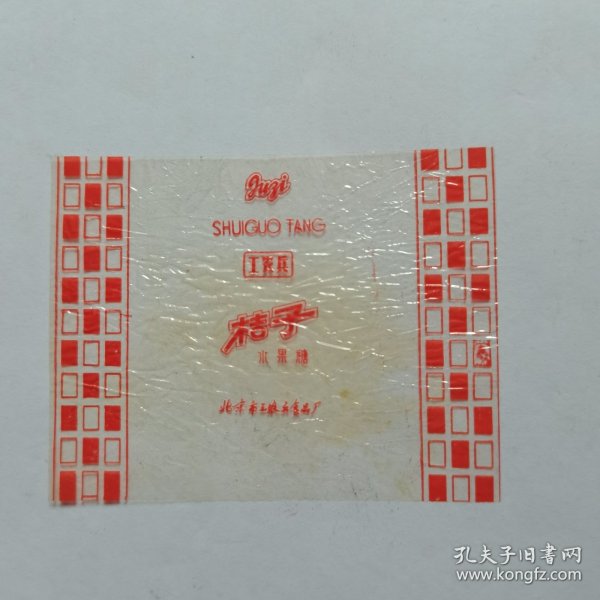 Juzi
SHUIGUO TANG
工农兵
桔子
水果糖
北京市工农兵食品厂
孔夫子旧書网
www.kongfz.com